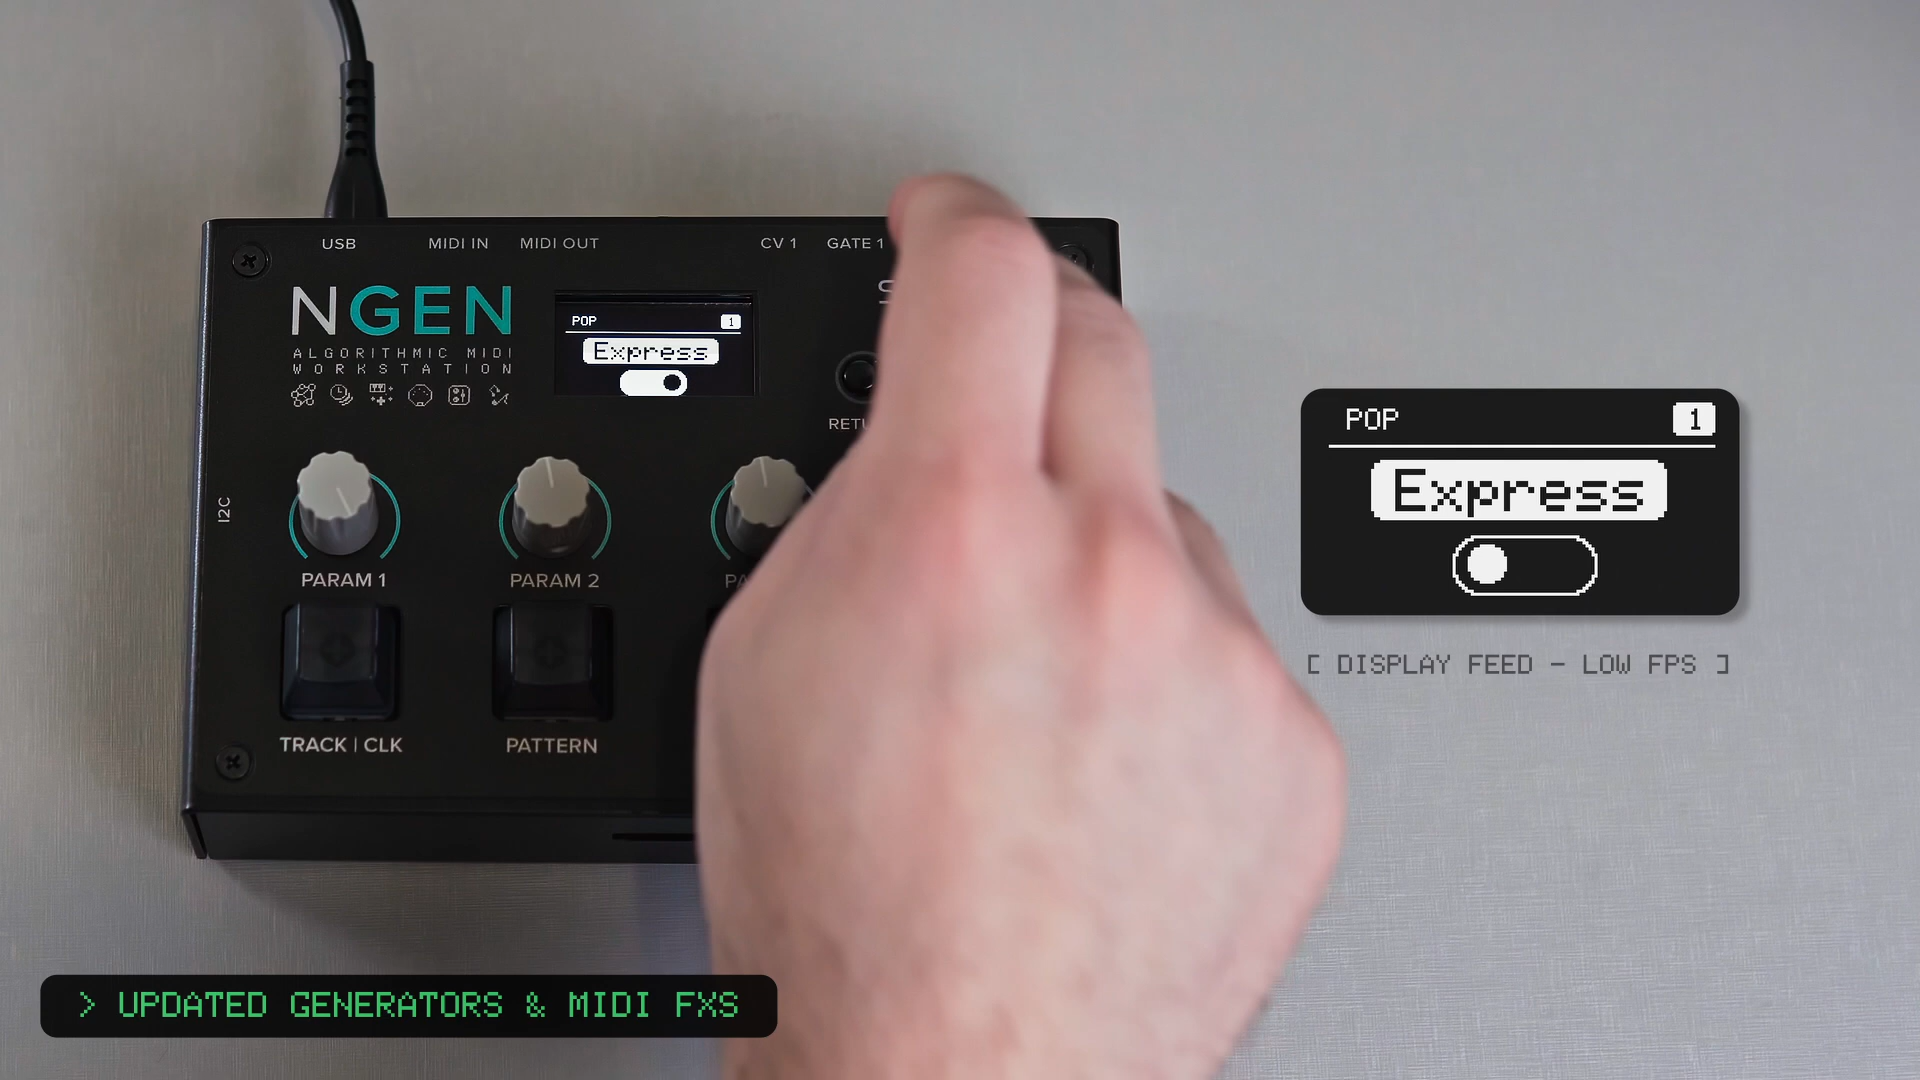 USB
MIDI IN
MIDI OUT
CV 1
GATE 1
NGEN
ALGORITHMIC MIDI
WORKSTATION
POP 1
Express
I2C
PARAM 1
PARAM 2
TRACK | CLK
PATTERN
POP 1
Express
[ DISPLAY FEED - LOW FPS ]
> UPDATED GENERATORS & MIDI FXS